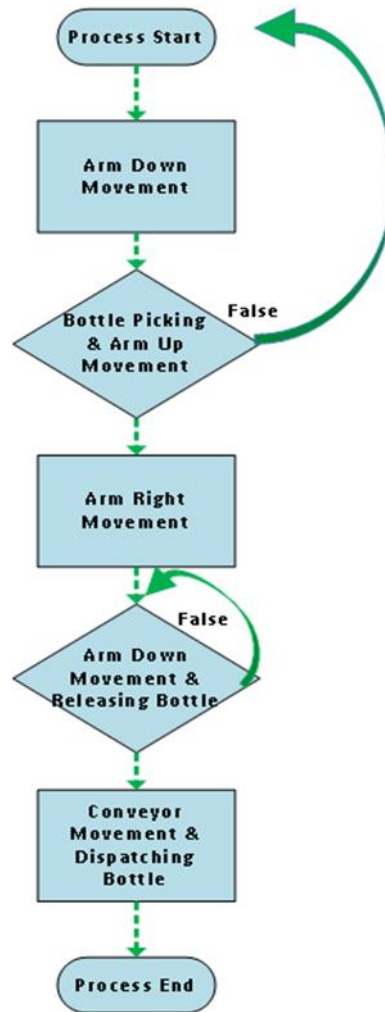 Process Start
Arm Down
Movement
False
Bottle Picking
& Arm Up
Movement
Arm Right
Movement
False
Arm Down
Movement &
Releasing Bottle
Conveyor
Movement &
Dispatching
Bottle
Process End